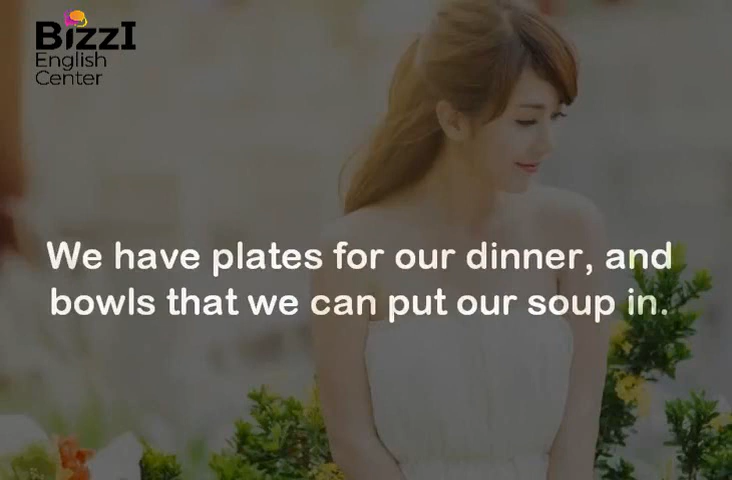 BizzI
English
Center
We have plates for our dinner, and
bowls that we can put our soup in.